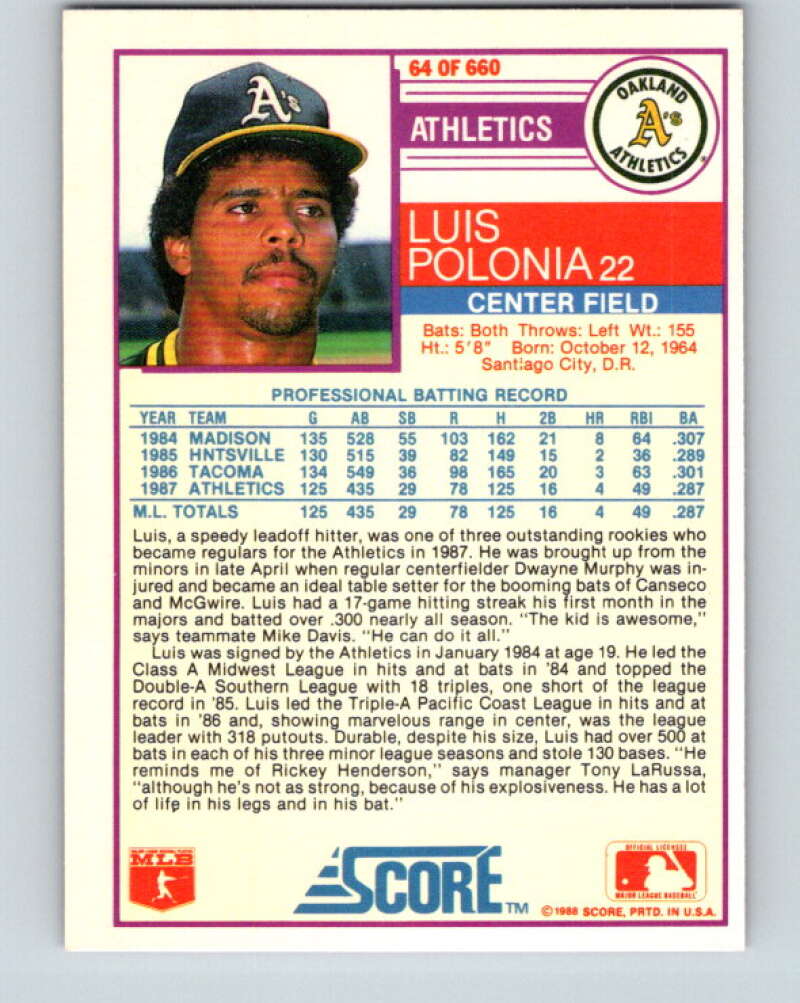 A's
64 OF 660
ATHLETICS
OAKLAND
A's
ATHLETICS
LUIS
POLONIA 22
CENTER FIELD
Bats: Both Throws: Left Wt.: 155
Ht.: 5'8" Born: October 12, 1964
Santiago City, D.R.
PROFESSIONAL BATTING RECORD
YEAR TEAM G AB SB R H 2B HR RBI BA
1984 MADISON 135 528 55 103 162 21 8 64 .307
1985 HNTSVILLE 130 515 39 82 149 15 2 36 .289
1986 TACOMA 134 549 36 98 165 20 3 63 .301
1987 ATHLETICS 125 435 29 78 125 16 4 49 .287
M.L. TOTALS 125 435 29 78 125 16 4 49 .287
Luis, a speedy leadoff hitter, was one of three outstanding rookies who
became regulars for the Athletics in 1987. He was brought up from the
minors in late April when regular centerfielder Dwayne Murphy was in-
jured and became an ideal table setter for the booming bats of Canseco
and McGwire. Luis had a 17-game hitting streak his first month in the
majors and batted over .300 nearly all season. "The kid is awesome,"
says teammate Mike Davis. "He can do it all."
Luis was signed by the Athletics in January 1984 at age 19. He led the
Class A Midwest League in hits and at bats in '84 and topped the
Double-A Southern League with 18 triples, one short of the league
record in '85. Luis led the Triple-A Pacific Coast League in hits and at
bats in '86 and, showing marvelous range in center, was the league
leader with 318 putouts. Durable, despite his size, Luis had over 500 at
bats in each of his three minor league seasons and stole 130 bases. "He
reminds me of Rickey Henderson," says manager Tony LaRussa,
"although he's not as strong, because of his explosiveness. He has a lot
of life in his legs and in his bat."
MLB
SCORE TM
OFFICIAL LICENSEE
MAJOR LEAGUE BASEBALL
©1988 SCORE, PRTD. IN U.S.A.